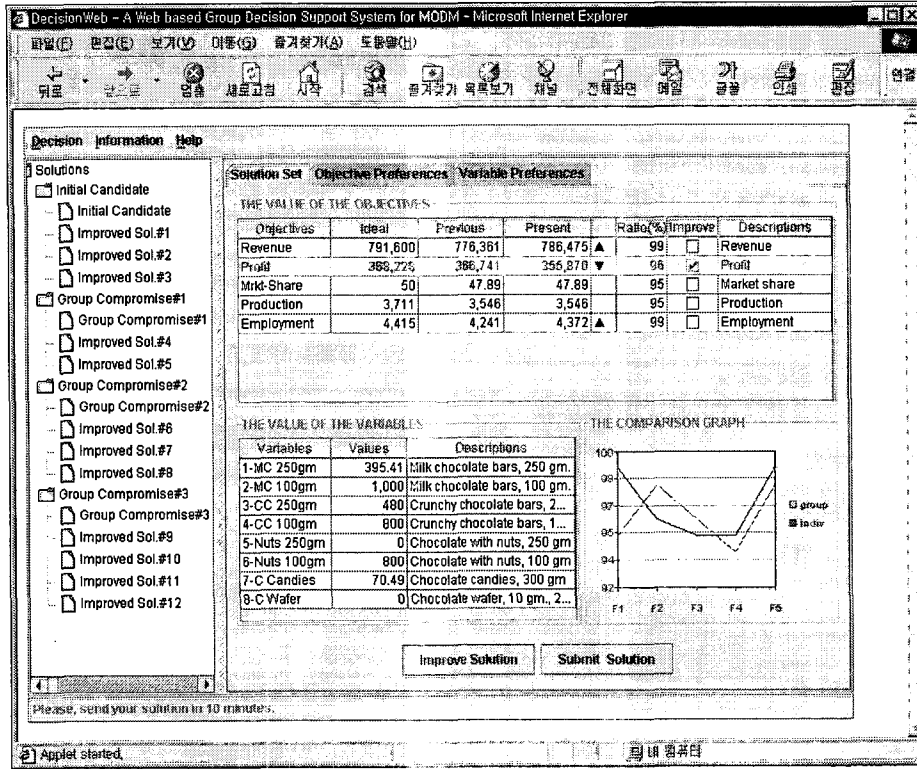 DecisionWeb - A Web based Group Decision Support System for MODM - Microsoft Internet Explorer
파일(F) 편집(E) 보기(V) 이동(G) 즐겨찾기(A) 도움말(H)
뒤로 앞으로 멈춤 새로고침 시작 검색 즐겨찾기 목록보기 채널 전체화면 메일 글꼴 인쇄 편집 연결
Decision Information Help
Solutions
Initial Candidate
Initial Candidate
Improved Sol.#1
Improved Sol.#2
Improved Sol.#3
Group Compromise#1
Group Compromise#1
Improved Sol.#4
Improved Sol.#5
Group Compromise#2
Group Compromise#2
Improved Sol.#6
Improved Sol.#7
Improved Sol.#8
Group Compromise#3
Group Compromise#3
Improved Sol.#9
Improved Sol.#10
Improved Sol.#11
Improved Sol.#12
Solution Set Objective Preferences Variable Preferences
THE VALUE OF THE OBJECTIVES
Objectives Ideal Previous Present Ratio(%) Improve Descriptions
Revenue 791,600 776,361 786,475 ▲ 99 Revenue
Profit 366,741 ▼ 96 Profit
Mrkt-Share 50 47.89 47.89 95 Market share
Production 3,711 3,546 3,546 95 Production
Employment 4,415 4,241 4,372 ▲ 99 Employment
THE VALUE OF THE VARIABLES
Variables Values Descriptions
1-MC 250gm 395.41 Milk chocolate bars, 250 gm.
2-MC 100gm 1,000 Milk chocolate bars, 100 gm.
3-CC 250gm 480 Crunchy chocolate bars, 2...
4-CC 100gm 800 Crunchy chocolate bars, 1...
5-Nuts 250gm 0 Chocolate with nuts, 250 gm
6-Nuts 100gm 800 Chocolate with nuts, 100 gm
7-C Candies 70.49 Chocolate candies, 300 gm
8-C Wafer 0 Chocolate wafer, 10 gm., 2...
THE COMPARISON GRAPH
100
99
97
95
94
92
F1 F2 F3 F4 F5
group
indiv
Improve Solution Submit Solution
Please, send your solution in 10 minutes.
Applet started. 내 컴퓨터